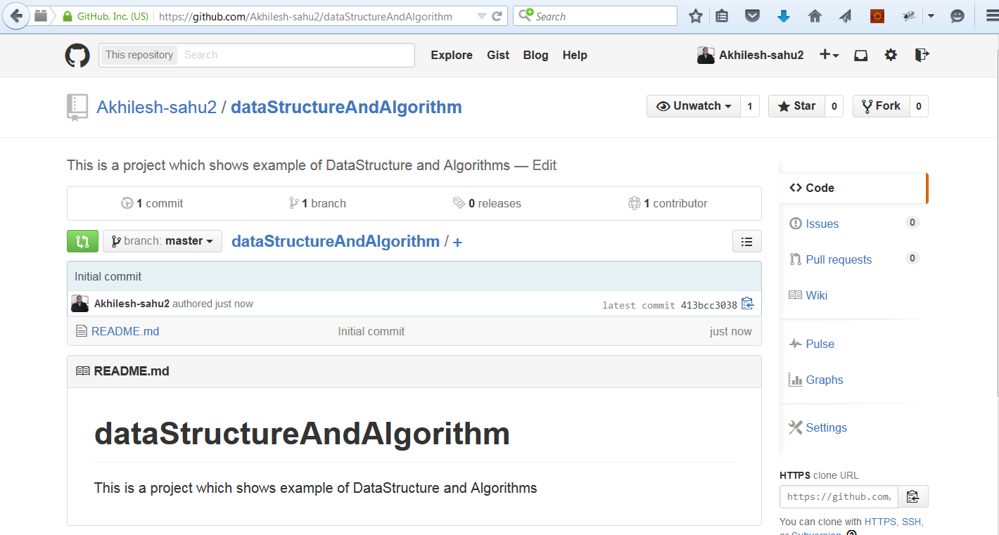 GitHub, Inc. (US) https://github.com/Akhilesh-sahu2/dataStructureAndAlgorithm Search
This repository Search Explore Gist Blog Help Akhilesh-sahu2
Akhilesh-sahu2 / dataStructureAndAlgorithm Unwatch 1 Star 0 Fork 0
This is a project which shows example of DataStructure and Algorithms — Edit
1 commit 1 branch 0 releases 1 contributor
branch: master dataStructureAndAlgorithm / +
Initial commit
Akhilesh-sahu2 authored just now latest commit 413bcc3038
README.md Initial commit just now
README.md
dataStructureAndAlgorithm
This is a project which shows example of DataStructure and Algorithms
Code
Issues 0
Pull requests 0
Wiki
Pulse
Graphs
Settings
HTTPS clone URL
https://github.com/
You can clone with HTTPS, SSH,
or Subversion.